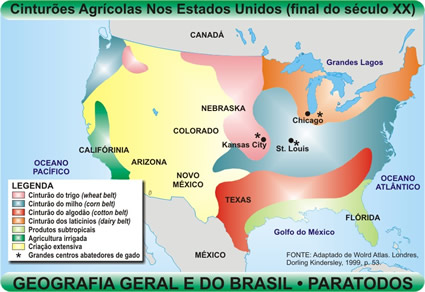 Cinturões Agrícolas Nos Estados Unidos (final do século XX)
CANADÁ
Grandes Lagos
NEBRASKA
Chicago
COLORADO
Kansas City
St. Louis
CALIFÓRINIA
ARIZONA
NOVO
MÉXICO
OCEANO
PACÍFICO
OCEANO
ATLÂNTICO
TEXAS
FLÓRIDA
Golfo do México
MÉXICO
LEGENDA
Cinturão do trigo (wheat belt)
Cinturão do milho (corn belt)
Cinturão do algodão (cotton belt)
Cinturão dos laticínios (dairy belt)
Produtos subtropicais
Agricultura irrigada
Criação extensiva
* Grandes centros abatedores de gado
FONTE: Adaptado de Woird Atlas. Londres,
Dorling Kindersley, 1999, p. 53.
GEOGRAFIA GERAL E DO BRASIL • PARATODOS